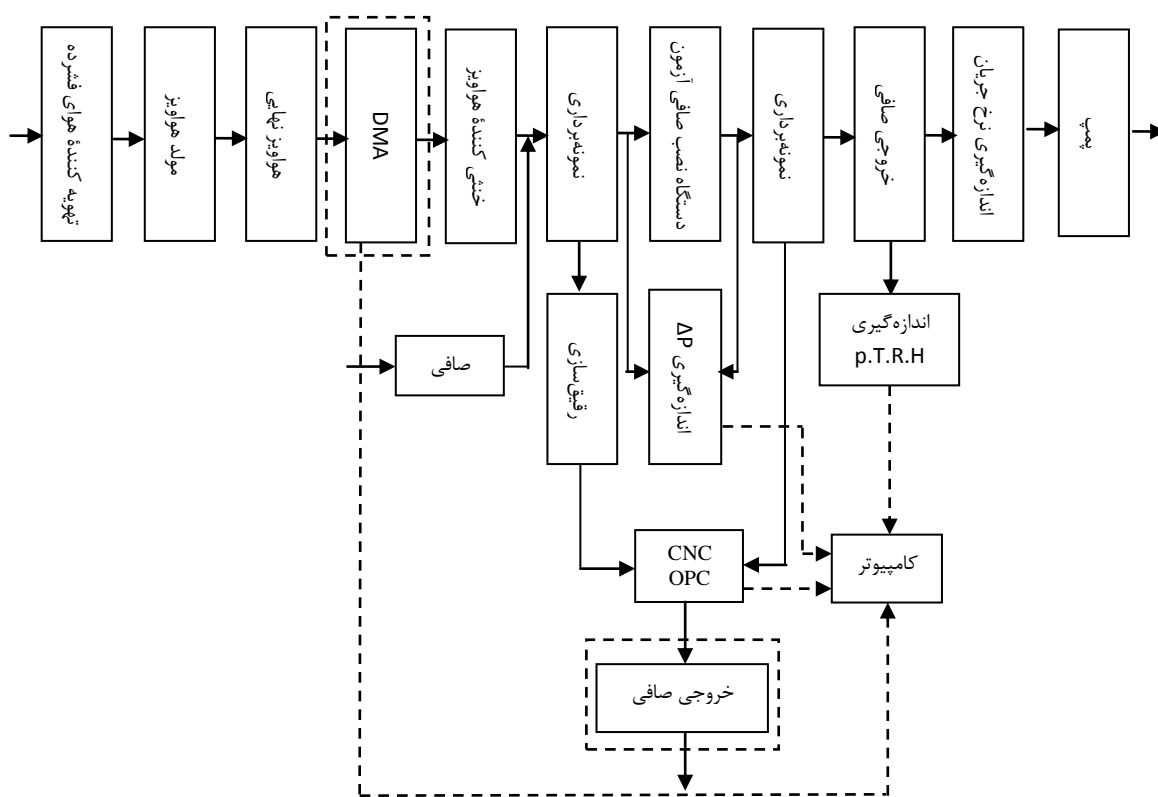 تهویه کنندهٔ هوای فشرده
مولد هواویز
هواویز نهایی
DMA
خنثی کنندهٔ هواویز
نمونه‌برداری
دستگاه نصب صافی آزمون
نمونه‌برداری
خروجی صافی
اندازه‌گیری نرخ جریان
پمپ
صافی
رقیق‌سازی
اندازه‌گیری ΔP
اندازه‌گیری
p.T.R.H
CNC
OPC
کامپیوتر
خروجی صافی